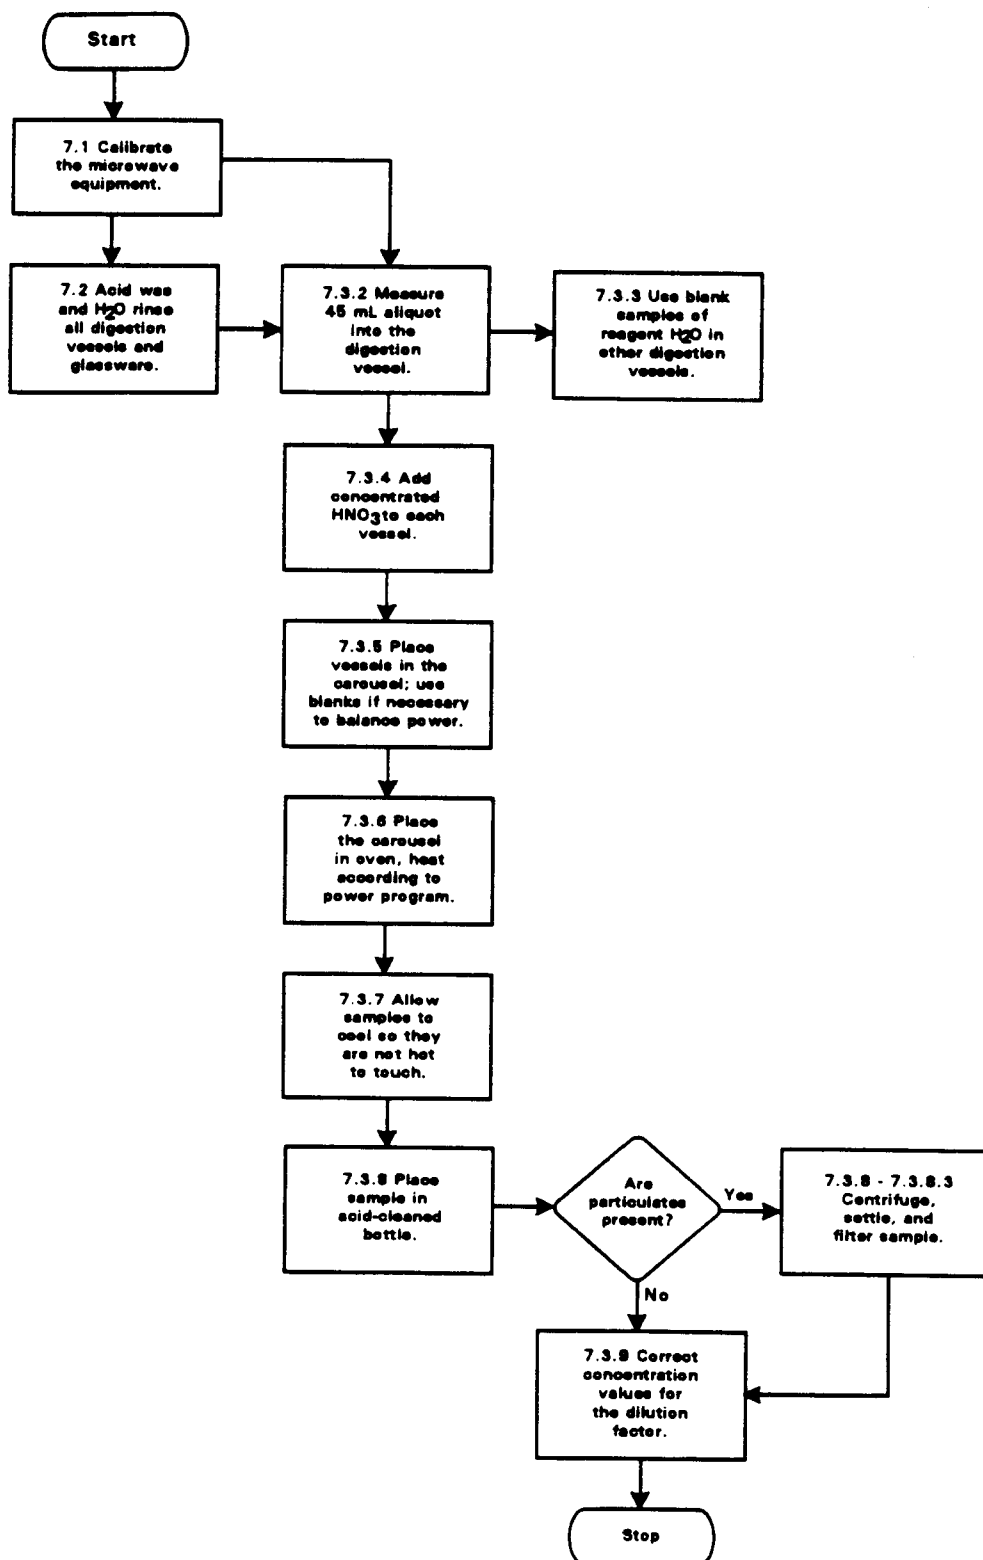 Start
7.1 Calibrate
the microwave
equipment.
7.2 Acid was
and H2O rinse
all digestion
vessels and
glassware.
7.3.2 Measure
45 mL aliquot
into the
digestion
vessel.
7.3.3 Use blank
samples of
reagent H2O in
other digestion
vessels.
7.3.4 Add
concentrated
HNO3 to each
vessel.
7.3.5 Place
vessels in the
carousel; use
blanks if necessary
to balance power.
7.3.6 Place
the carousel
in oven, heat
according to
power program.
7.3.7 Allow
samples to
cool so they
are not hot
to touch.
7.3.8 Place
sample in
acid-cleaned
bottle.
Are
particulates
present?
Yes
7.3.8 - 7.3.8.3
Centrifuge,
settle, and
filter sample.
No
7.3.9 Correct
concentration
values for
the dilution
factor.
Stop